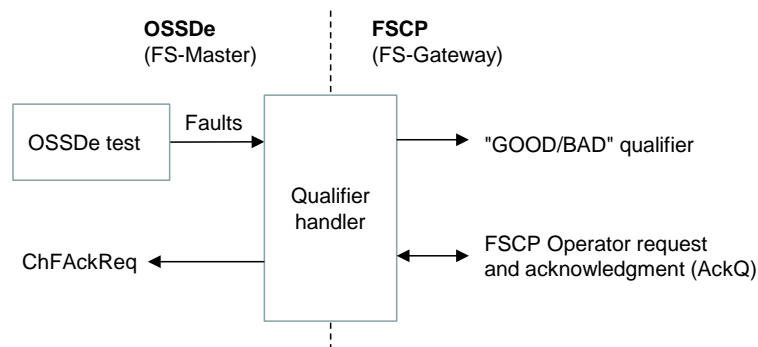 OSSDe
(FS-Master)
FSCP
(FS-Gateway)
Faults
OSSDe test
"GOOD/BAD" qualifier
Qualifier
handler
ChFAckReq
FSCP Operator request
and acknowledgment (AckQ)